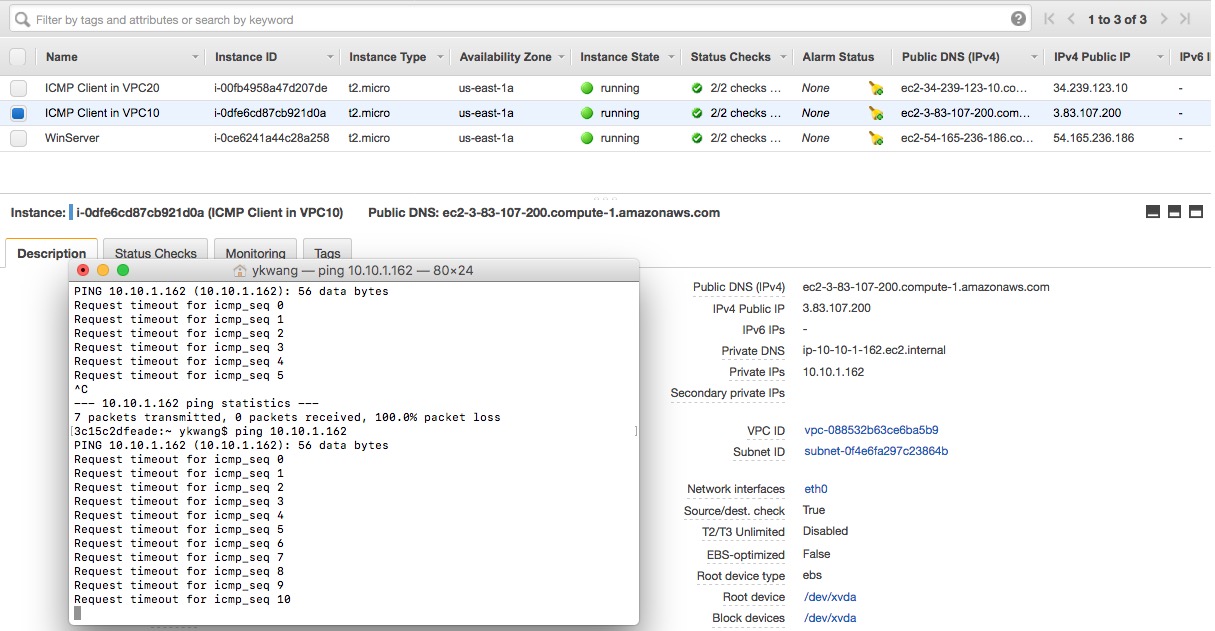 Filter by tags and attributes or search by keyword ? 1 to 3 of 3
Name Instance ID Instance Type Availability Zone Instance State Status Checks Alarm Status Public DNS (IPv4) IPv4 Public IP IPv6 I
ICMP Client in VPC20 i-00fb4958a47d207de t2.micro us-east-1a running 2/2 checks ... None ec2-34-239-123-10.co... 34.239.123.10 -
ICMP Client in VPC10 i-0dfe6cd87cb921d0a t2.micro us-east-1a running 2/2 checks ... None ec2-3-83-107-200.com... 3.83.107.200 -
WinServer i-0ce6241a44c28a258 t2.micro us-east-1a running 2/2 checks ... None ec2-54-165-236-186.co... 54.165.236.186 -
Instance: i-0dfe6cd87cb921d0a (ICMP Client in VPC10) Public DNS: ec2-3-83-107-200.compute-1.amazonaws.com
Description Status Checks Monitoring Tags
ykwang — ping 10.10.1.162 — 80×24
PING 10.10.1.162 (10.10.1.162): 56 data bytes
Request timeout for icmp_seq 0
Request timeout for icmp_seq 1
Request timeout for icmp_seq 2
Request timeout for icmp_seq 3
Request timeout for icmp_seq 4
Request timeout for icmp_seq 5
^C
--- 10.10.1.162 ping statistics ---
7 packets transmitted, 0 packets received, 100.0% packet loss
[3c15c2dfeade:~ ykwang$ ping 10.10.1.162 ]
PING 10.10.1.162 (10.10.1.162): 56 data bytes
Request timeout for icmp_seq 0
Request timeout for icmp_seq 1
Request timeout for icmp_seq 2
Request timeout for icmp_seq 3
Request timeout for icmp_seq 4
Request timeout for icmp_seq 5
Request timeout for icmp_seq 6
Request timeout for icmp_seq 7
Request timeout for icmp_seq 8
Request timeout for icmp_seq 9
Request timeout for icmp_seq 10
Public DNS (IPv4) ec2-3-83-107-200.compute-1.amazonaws.com
IPv4 Public IP 3.83.107.200
IPv6 IPs -
Private DNS ip-10-10-1-162.ec2.internal
Private IPs 10.10.1.162
Secondary private IPs
VPC ID vpc-088532b63ce6ba5b9
Subnet ID subnet-0f4e6fa297c23864b
Network interfaces eth0
Source/dest. check True
T2/T3 Unlimited Disabled
EBS-optimized False
Root device type ebs
Root device /dev/xvda
Block devices /dev/xvda